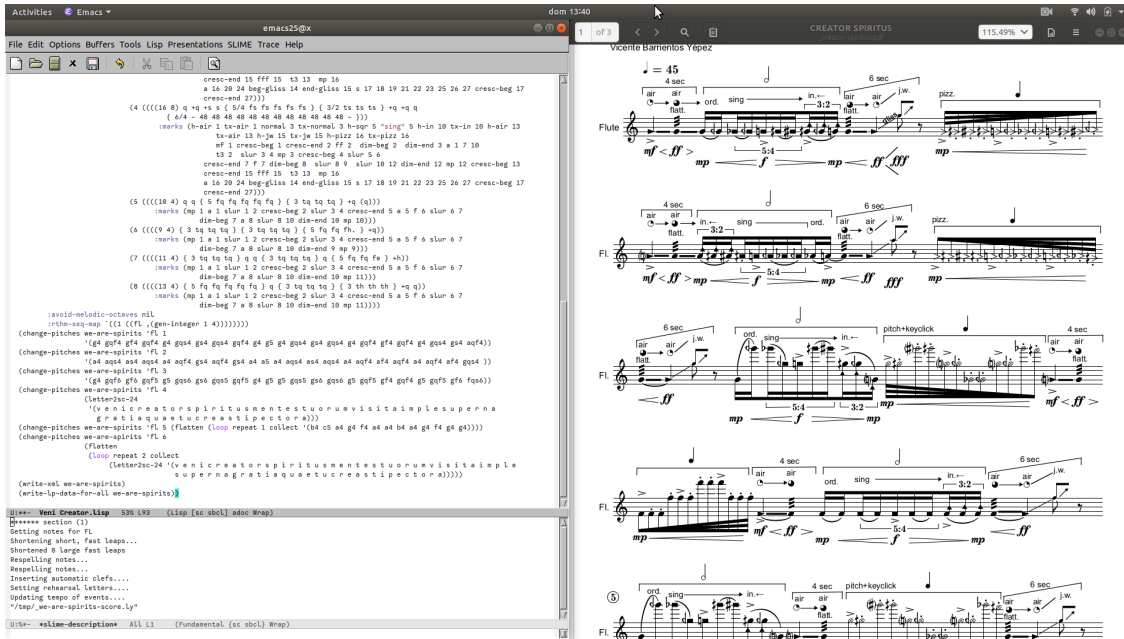 Activities Emacs ▾ dom 13:40
emacs25@x
File Edit Options Buffers Tools Lisp Presentations SLIME Trace Help
cresc-end 15 fff 15 t3 13 mp 16
a 16 20 24 beg-gliss 14 end-gliss 15 s 17 18 19 21 22 23 25 26 27 cresc-beg 17
cresc-end 27)))
(4 ((((16 8) q +q +s { 5/4 fs fs fs fs fs } { 3/2 ts ts ts } +q +q q
{ 6/4 - 48 48 48 48 48 48 48 48 48 48 48 48 - }))
:marks (h-air 1 tx-air 1 normal 3 tx-normal 3 h-sqr 5 "sing" 5 h-in 10 tx-in 10 h-air 13
tx-air 13 h-jw 15 tx-jw 15 h-pizz 16 tx-pizz 16
mf 1 cresc-beg 1 cresc-end 2 ff 2 dim-beg 2 dim-end 3 a 1 7 10
t3 2 slur 3 4 mp 3 cresc-beg 4 slur 5 6
cresc-end 7 f 7 dim-beg 8 slur 8 9 slur 10 12 dim-end 12 mp 12 cresc-beg 13
cresc-end 15 fff 15 t3 13 mp 16
a 16 20 24 beg-gliss 14 end-gliss 15 s 17 18 19 21 22 23 25 26 27 cresc-beg 17
cresc-end 27)))
(5 ((((10 4) q q { 5 fq fq fq fq fq } { 3 tq tq tq } +q (q)))
:marks (mp 1 a 1 slur 1 2 cresc-beg 2 slur 3 4 cresc-end 5 a 5 f 6 slur 6 7
dim-beg 7 a 8 slur 8 10 dim-end 10 mp 10)))
(6 ((((9 4) { 3 tq tq tq } { 3 tq tq tq } { 5 fq fq fh. } +q))
:marks (mp 1 a 1 slur 1 2 cresc-beg 2 slur 3 4 cresc-end 5 a 5 f 6 slur 6 7
dim-beg 7 a 8 slur 8 10 dim-end 9 mp 9)))
(7 ((((11 4) { 3 tq tq tq } q q { 3 tq tq tq } q { 5 fq fq fe } +h))
:marks (mp 1 a 1 slur 1 2 cresc-beg 2 slur 3 4 cresc-end 5 a 5 f 6 slur 6 7
dim-beg 7 a 8 slur 8 10 dim-end 10 mp 11)))
(8 ((((13 4) { 5 fq fq fq fq fq } q { 3 tq tq tq } { 3 th th th } +q q))
:marks (mp 1 a 1 slur 1 2 cresc-beg 2 slur 3 4 cresc-end 5 a 5 f 6 slur 6 7
dim-beg 7 a 8 slur 8 10 dim-end 10 mp 11))))
:avoid-melodic-octaves nil
:rthm-seq-map `((1 ((fl ,(gen-integer 1 4))))))))
(change-pitches we-are-spirits 'fl 1
'(g4 gqf4 gf4 gqf4 g4 gqs4 gs4 gqs4 gqf4 g4 g5 g4 gqs4 gs4 gqs4 g4 gqf4 gf4 gqf4 g4 gqs4 gs4 aqf4))
(change-pitches we-are-spirits 'fl 2
'(a4 aqs4 as4 aqs4 a4 aqf4 gs4 aqf4 gs4 a4 a5 a4 aqs4 as4 aqs4 a4 aqf4 af4 aqf4 a4 aqf4 af4 gqs4 ))
(change-pitches we-are-spirits 'fl 3
'(g4 gqf6 gf6 gqf5 g5 gqs6 gs6 gqs5 gqf5 g4 g5 g5 gqs5 gs6 gqs6 g5 gqf5 gf4 gqf4 g5 gqf5 gf6 fqs6))
(change-pitches we-are-spirits 'fl 4
(letter2sc-24
'(v e n i c r e a t o r s p i r i t u s m e n t e s t u o r u m v i s i t a i m p l e s u p e r n a
g r a t i a q u a e t u c r e a s t i p e c t o r a)))
(change-pitches we-are-spirits 'fl 5 (flatten (loop repeat 1 collect '(b4 c5 a4 g4 f4 a4 a4 b4 a4 g4 f4 g4 g4))))
(change-pitches we-are-spirits 'fl 6
(flatten
(loop repeat 2 collect
(letter2sc-24 '(v e n i c r e a t o r s p i r i t u s m e n t e s t u o r u m v i s i t a i m p l e
s u p e r n a g r a t i a q u a e t u c r e a s t i p e c t o r a)))))
(write-xml we-are-spirits)
(write-lp-data-for-all we-are-spirits))
U:**- Veni Creator.lisp 53% L93 (Lisp [sc sbcl] adoc Wrap)
****** section (1)
Getting notes for FL
Shortening short, fast leaps...
Shortened 0 large fast leaps
Respelling notes...
Respelling notes...
Inserting automatic clefs....
Setting rehearsal letters....
Updating tempo of events....
"/tmp/_we-are-spirits-score.ly"
U:%*- *slime-description* All L1 (Fundamental {sc sbcl} Wrap)
1 of 3 CREATOR SPIRITUS 115.49%
_creator-spiritus.pdf
Vicente Barrientos Yépez
= 45
4 sec 6 sec
air air ord. sing in. 3:2 air air j.w. pizz.
flatt. flatt.
Flute gliss
5:4
mf ff mp f mp ff fff mp
4 sec 6 sec
air air in. 3:2 sing ord. air air j.w. pizz.
flatt. flatt.
Fl.
5:4
mf ff mp f mp ff fff mp
6 sec 4 sec
air air j.w. ord. sing in. pitch+keyclick air air
flatt. flatt.
Fl.
5:4 3:2
ff mp f mp mp mf ff
4 sec 6 sec
air air ord. sing in. 3:2 air air j.w.
flatt. flatt.
Fl.
5:4
mp mf ff mp f mp ff fff
5 ord. sing in. 4 sec air air pitch+keyclick 6 sec air air j.w.
flatt. flatt.
Fl.